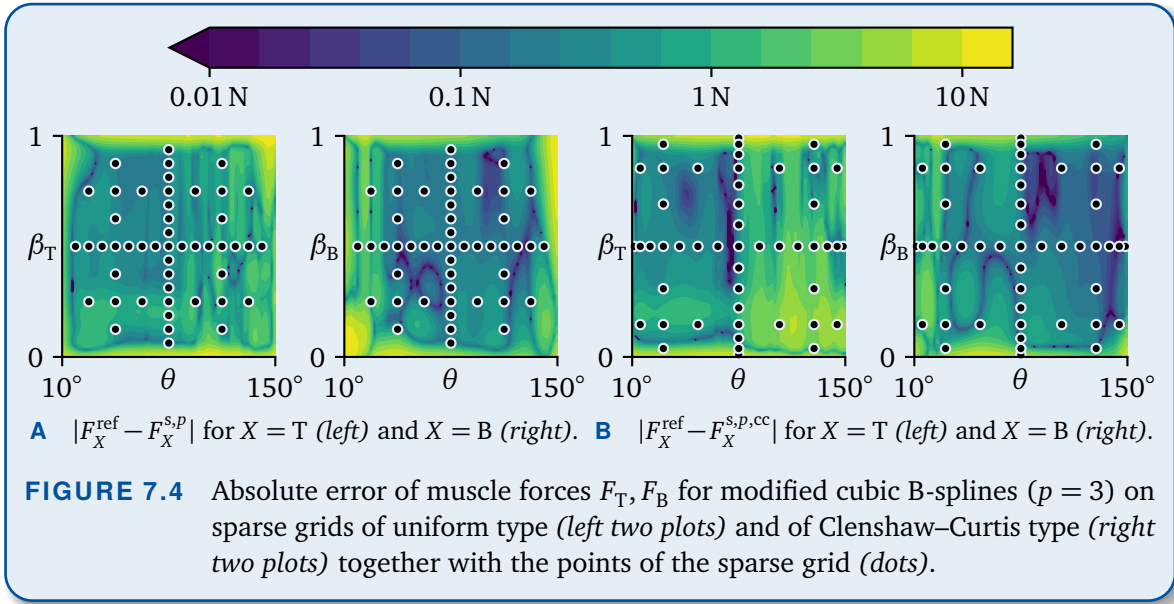 0.01 N 0.1 N 1 N 10 N
1 1 1 1
β_T β_B β_T β_B
0 0 0 0
10° θ 150° 10° θ 150° 10° θ 150° 10° θ 150°
A |F_X^ref − F_X^{s,p}| for X = T (left) and X = B (right). B |F_X^ref − F_X^{s,p,cc}| for X = T (left) and X = B (right).
FIGURE 7.4 Absolute error of muscle forces F_T, F_B for modified cubic B-splines (p = 3) on
sparse grids of uniform type (left two plots) and of Clenshaw–Curtis type (right
two plots) together with the points of the sparse grid (dots).